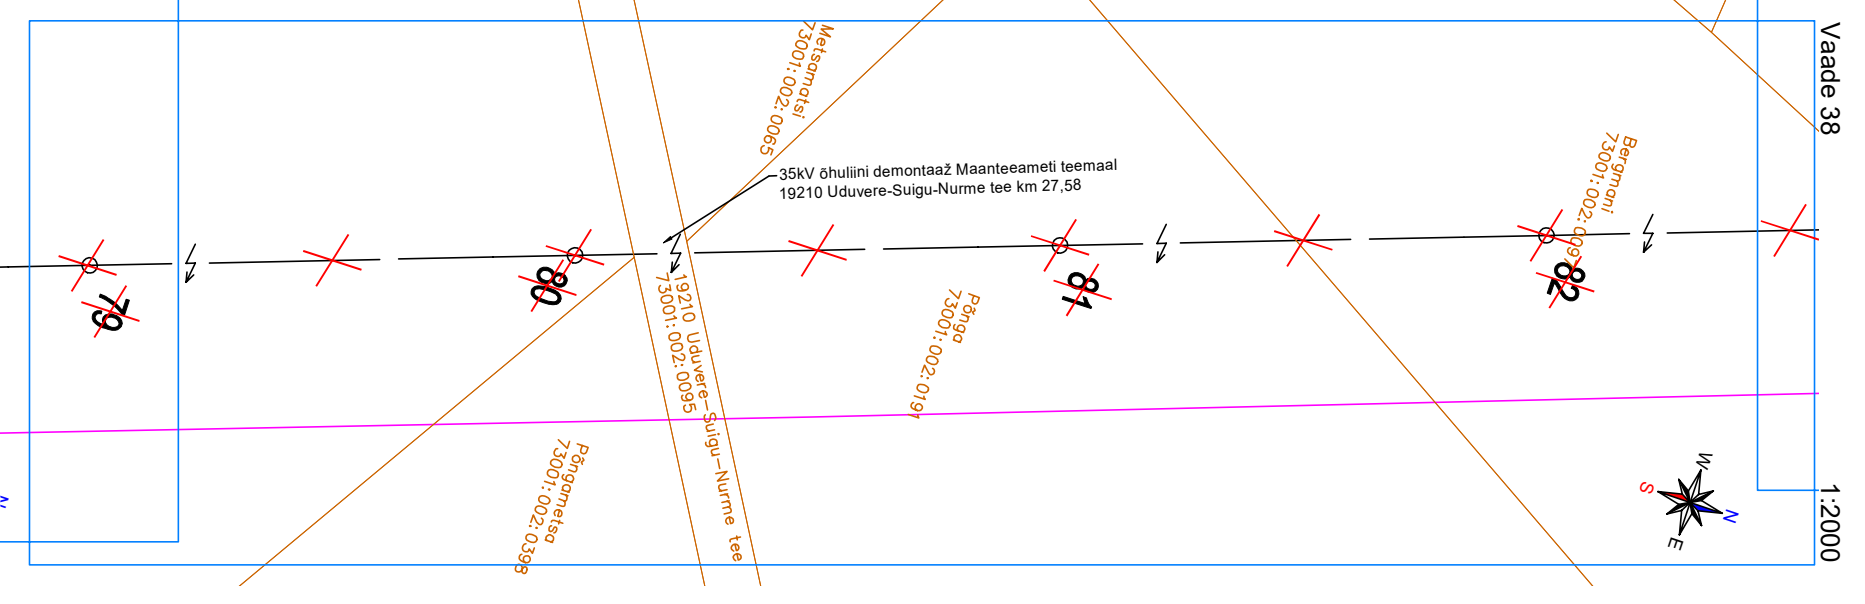 Vaade 38
Metsamatsi
73001:002:0065
35kV õhuliini demontaaž Maanteeameti teemaal
19210 Uduvere-Suigu-Nurme tee km 27,58
Bergmani
73001:002:0097
79
80
81
82
19210 Uduvere-Suigu-Nurme tee
73001:002:0095
Põnga
73001:002:0191
Põngametsa
73001:002:0398
W
S
N
E
1:2000